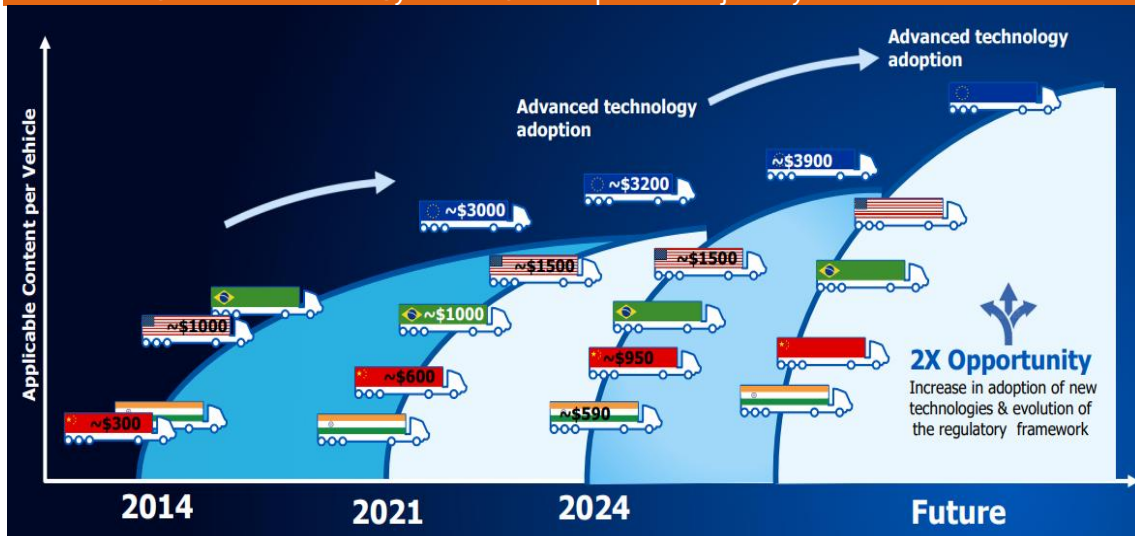 Advanced technology
adoption
Advanced technology
adoption
Applicable Content per Vehicle
~$3900
~$3200
~$3000
~$1500
~$1500
~$1000
~$1000
~$950
~$600
~$590
~$300
2X Opportunity
Increase in adoption of new
technologies & evolution of
the regulatory framework
2014
2021
2024
Future